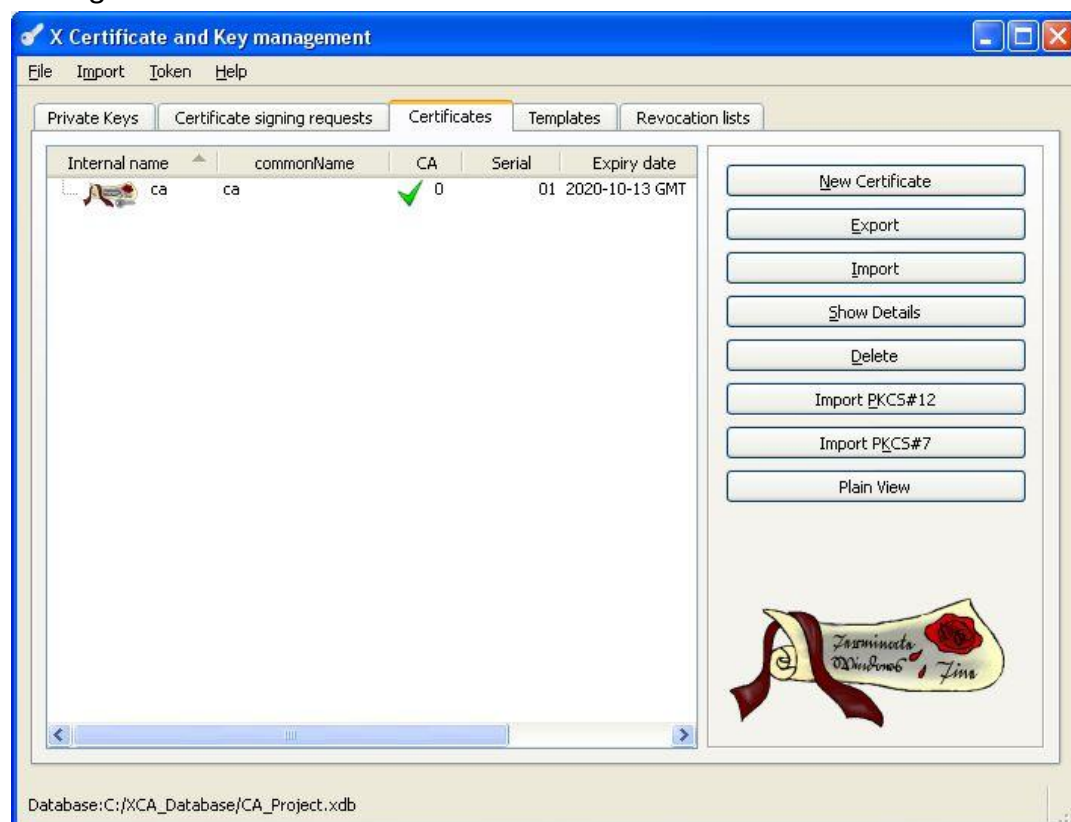 X Certificate and Key management
File Import Token Help
Private Keys Certificate signing requests Certificates Templates Revocation lists
Internal name commonName CA Serial Expiry date
ca ca 0 01 2020-10-13 GMT
New Certificate
Export
Import
Show Details
Delete
Import PKCS#12
Import PKCS#7
Plain View
Windows
Database:C:/XCA_Database/CA_Project.xdb